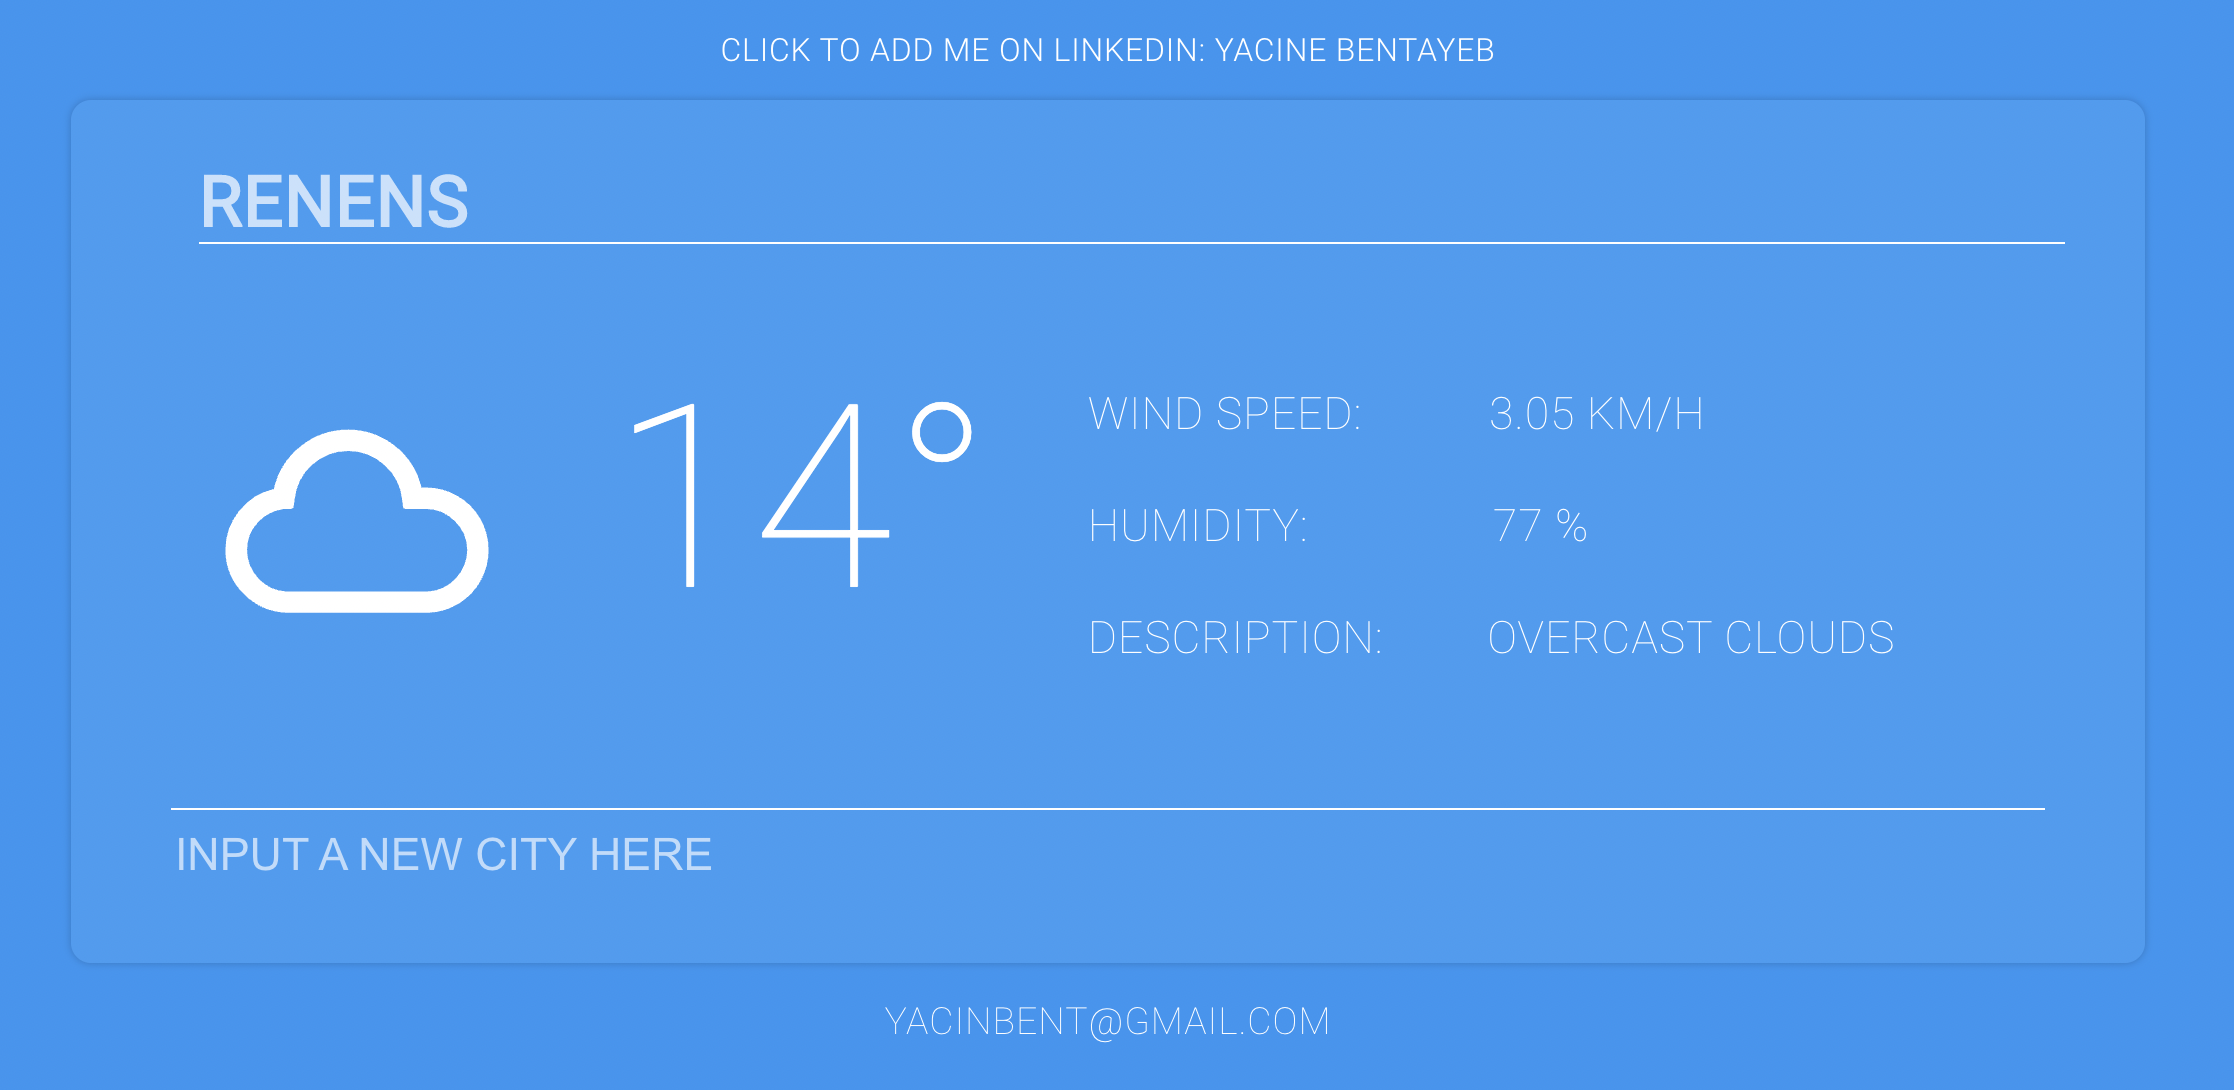 CLICK TO ADD ME ON LINKEDIN: YACINE BENTAYEB
RENENS
14°
WIND SPEED: 3.05 KM/H
HUMIDITY: 77 %
DESCRIPTION: OVERCAST CLOUDS
INPUT A NEW CITY HERE
YACINBENT@GMAIL.COM